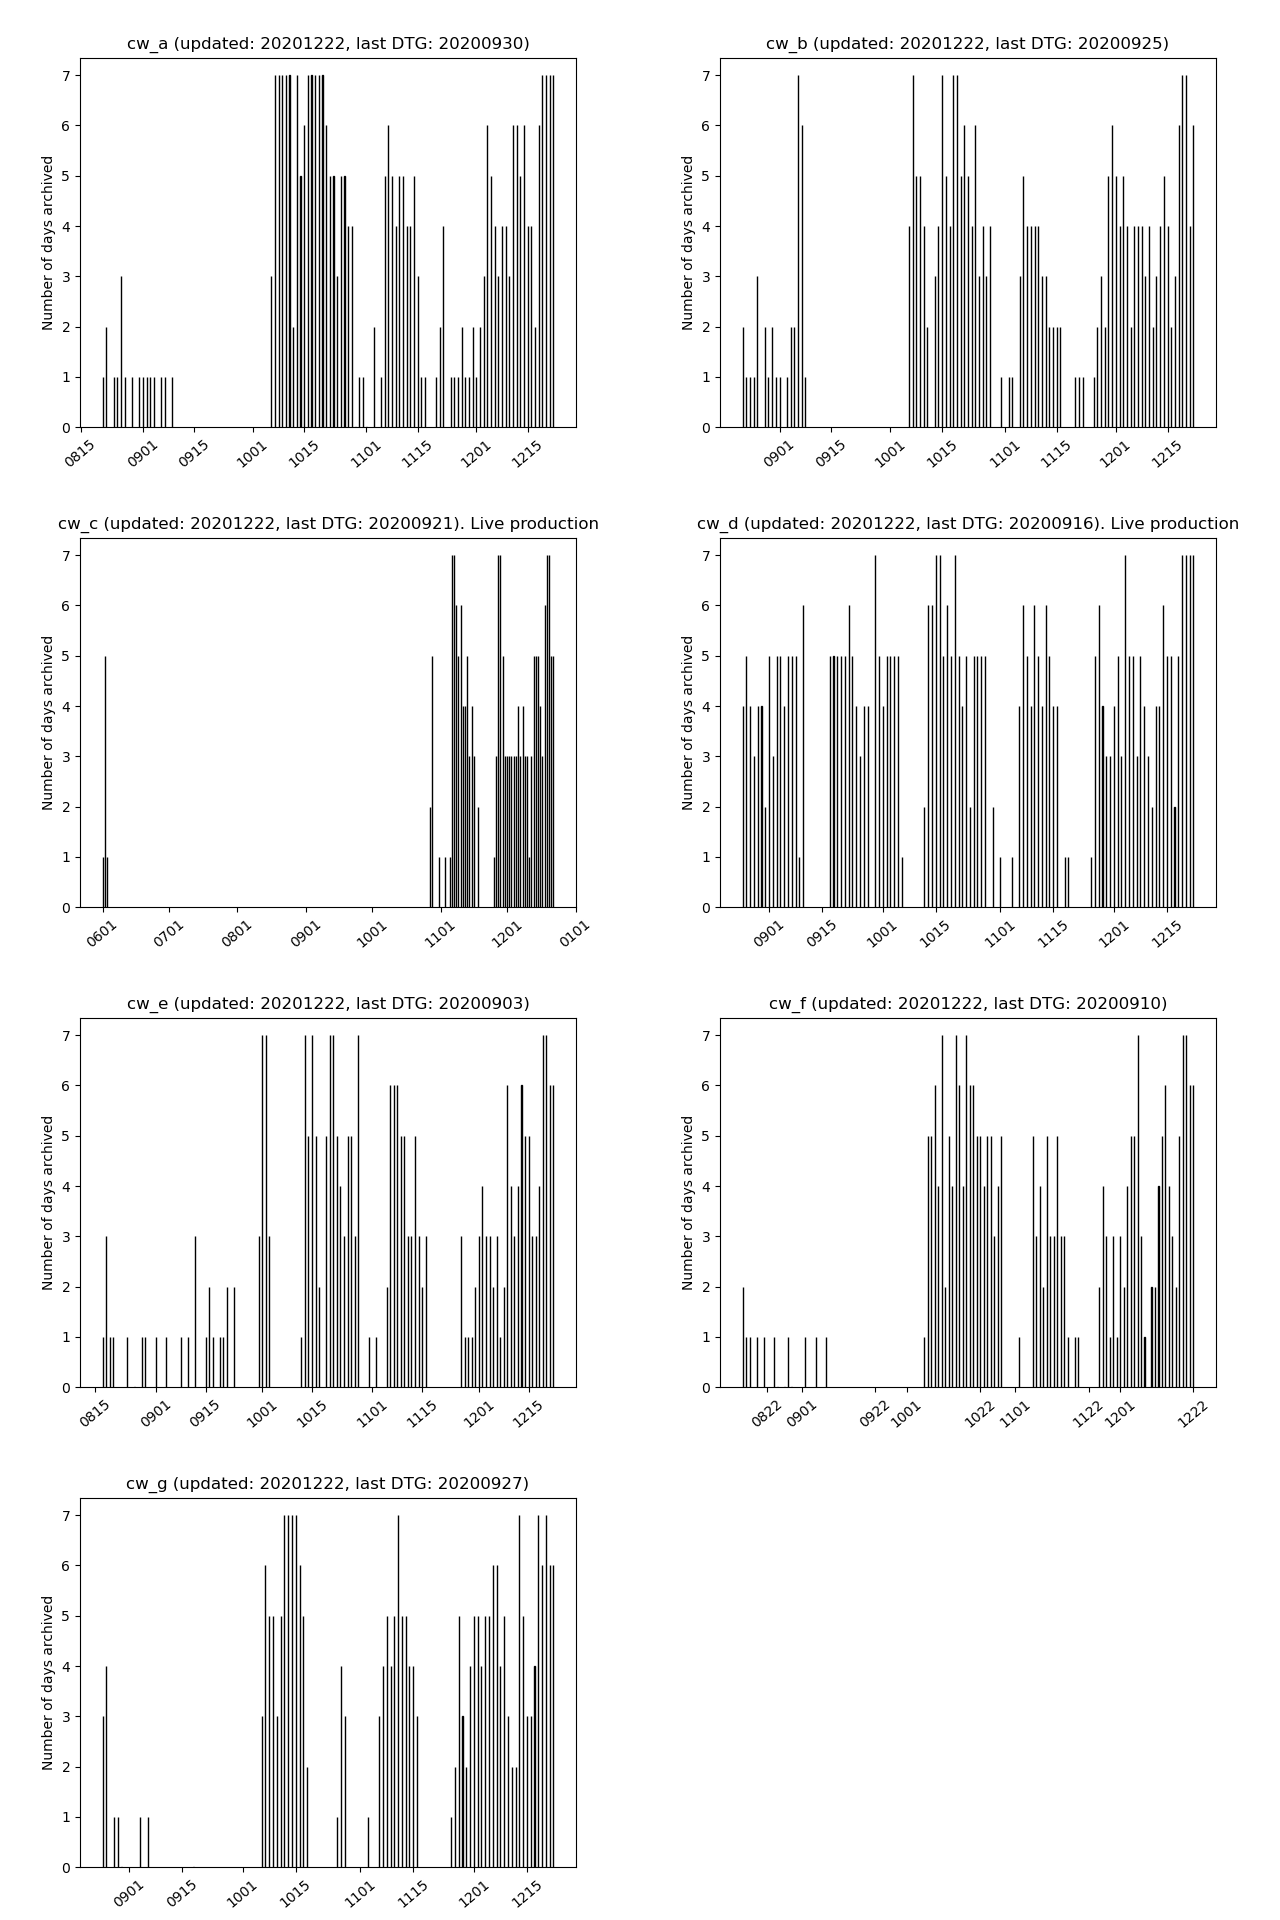 cw_a (updated: 20201222, last DTG: 20200930)
Number of days archived
7
6
5
4
3
2
1
0
0815 0901 0915 1001 1015 1101 1115 1201 1215
cw_b (updated: 20201222, last DTG: 20200925)
Number of days archived
7
6
5
4
3
2
1
0
0901 0915 1001 1015 1101 1115 1201 1215
cw_c (updated: 20201222, last DTG: 20200921). Live production
Number of days archived
7
6
5
4
3
2
1
0
0601 0701 0801 0901 1001 1101 1201 0101
cw_d (updated: 20201222, last DTG: 20200916). Live production
Number of days archived
7
6
5
4
3
2
1
0
0901 0915 1001 1015 1101 1115 1201 1215
cw_e (updated: 20201222, last DTG: 20200903)
Number of days archived
7
6
5
4
3
2
1
0
0815 0901 0915 1001 1015 1101 1115 1201 1215
cw_f (updated: 20201222, last DTG: 20200910)
Number of days archived
7
6
5
4
3
2
1
0
0822 0901 0922 1001 1022 1101 1122 1201 1222
cw_g (updated: 20201222, last DTG: 20200927)
Number of days archived
7
6
5
4
3
2
1
0
0901 0915 1001 1015 1101 1115 1201 1215